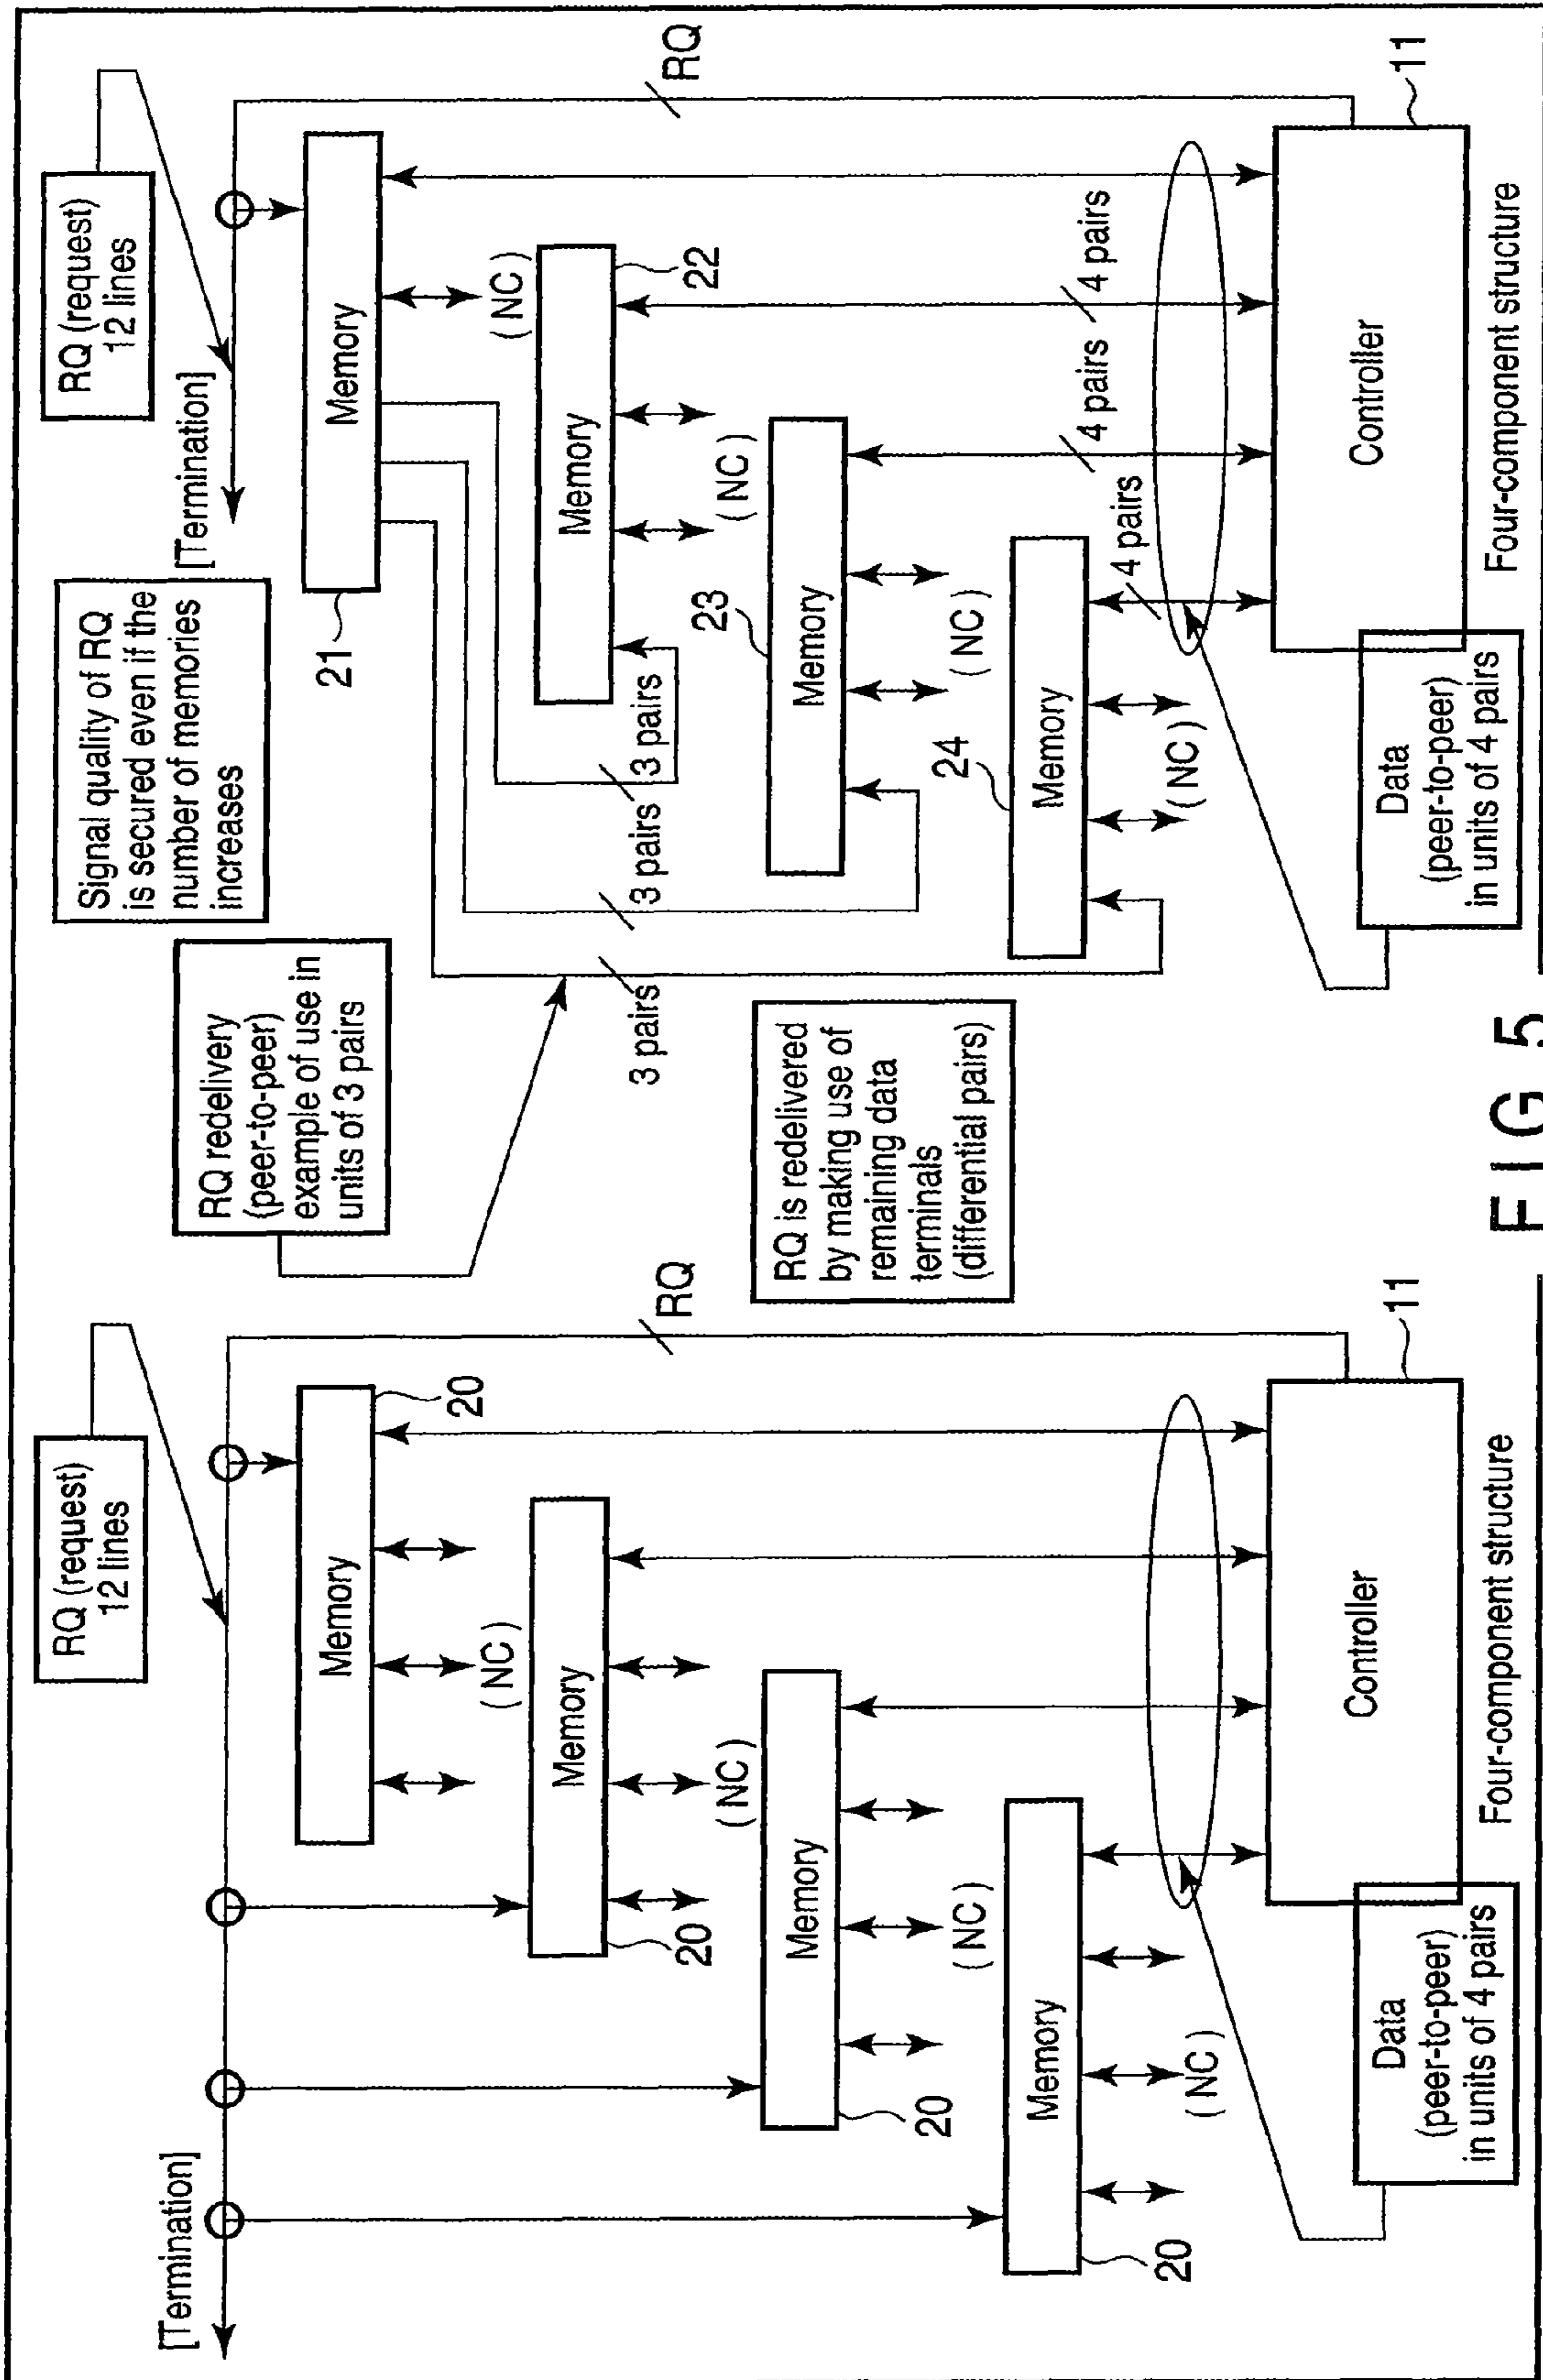 RQ (request)
12 lines
[Termination]
RQ
Memory
20
(NC)
Memory
20
(NC)
Memory
20
(NC)
Memory
20
(NC)
Data
(peer-to-peer)
in units of 4 pairs
Controller
11
Four-component structure
RQ (request)
12 lines
[Termination]
Signal quality of RQ
is secured even if the
number of memories
increases
RQ redelivery
(peer-to-peer)
example of use in
units of 3 pairs
RQ is redelivered
by making use of
remaining data
terminals
(differential pairs)
RQ
Memory
21
(NC)
Memory
22
(NC)
Memory
23
(NC)
Memory
24
(NC)
3 pairs
3 pairs
3 pairs
4 pairs
4 pairs
4 pairs
Data
(peer-to-peer)
in units of 4 pairs
Controller
11
Four-component structure
FIG. 5